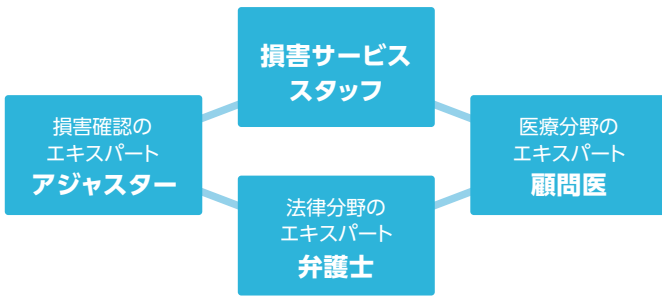 損害サービス
スタッフ
損害確認の
エキスパート
アジャスター
医療分野の
エキスパート
顧問医
法律分野の
エキスパート
弁護士